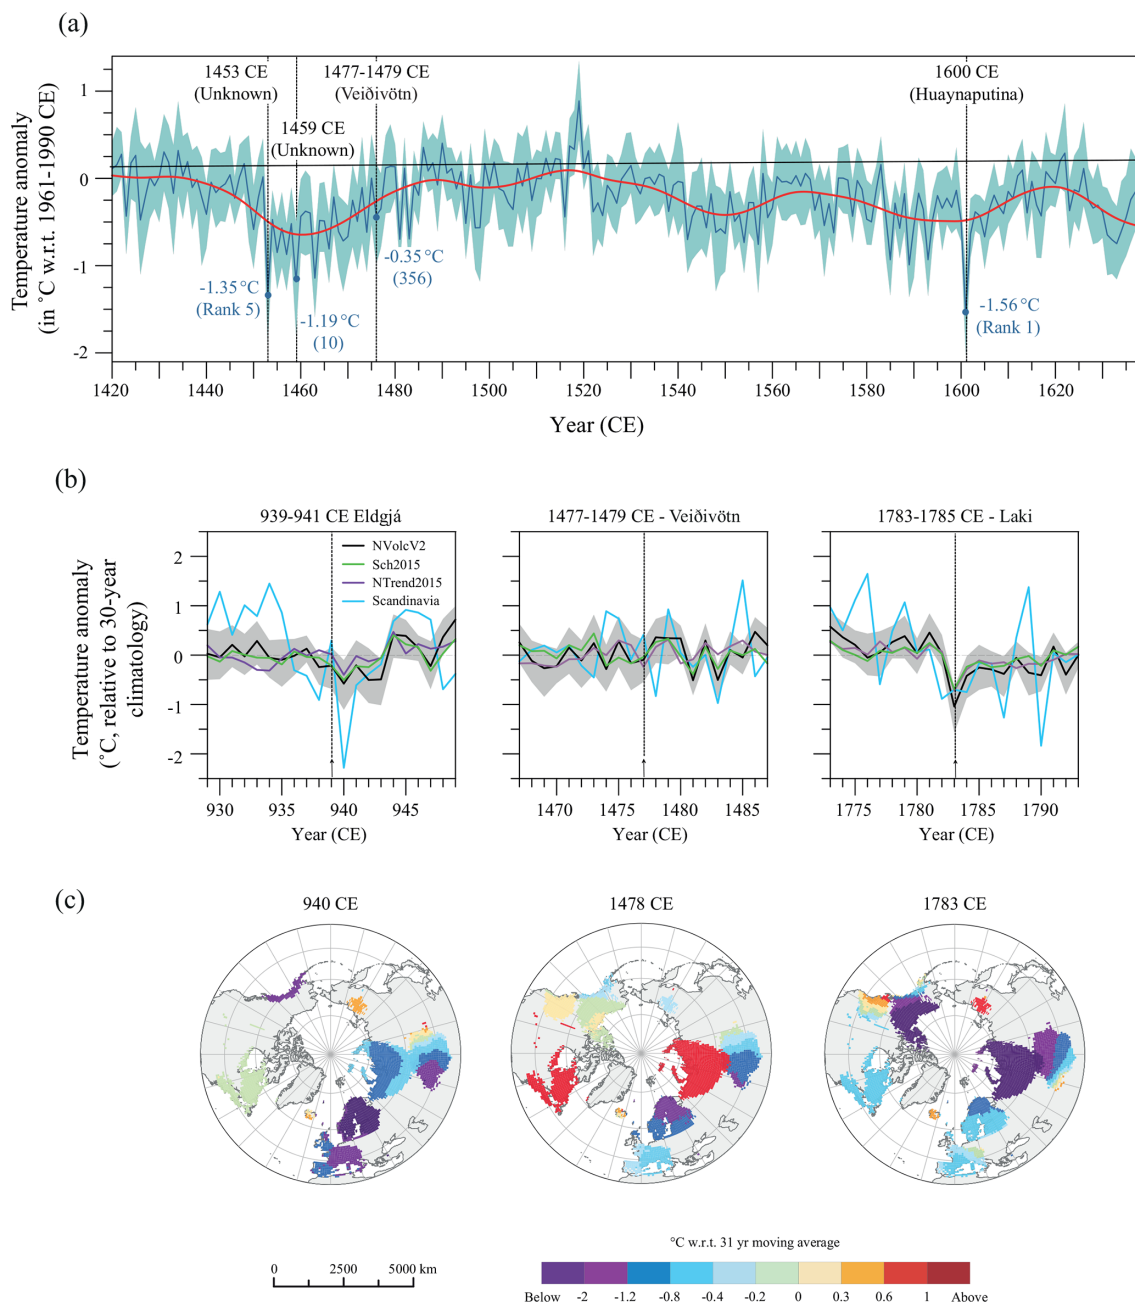 (a)
Temperature anomaly
(in ˚C w.r.t. 1961-1990 CE)
1
0
-1
-2
1453 CE
(Unknown)
1459 CE
(Unknown)
1477-1479 CE
(Veiðivötn)
1600 CE
(Huaynaputina)
-1.35 °C
(Rank 5)
-1.19 °C
(10)
-0.35 °C
(356)
-1.56 °C
(Rank 1)
1420 1440 1460 1480 1500 1520 1540 1560 1580 1600 1620
Year (CE)
(b)
Temperature anomaly
(˚C, relative to 30-year
climatology)
939-941 CE Eldgjá
2
1
0
-1
-2
NVolcV2
Sch2015
NTrend2015
Scandinavia
930 935 940 945
Year (CE)
1477-1479 CE - Veiðivötn
1470 1475 1480 1485
Year (CE)
1783-1785 CE - Laki
1775 1780 1785 1790
Year (CE)
(c)
940 CE
1478 CE
1783 CE
0 2500 5000 km
°C w.r.t. 31 yr moving average
Below -2 -1.2 -0.8 -0.4 -0.2 0 0.3 0.6 1 Above